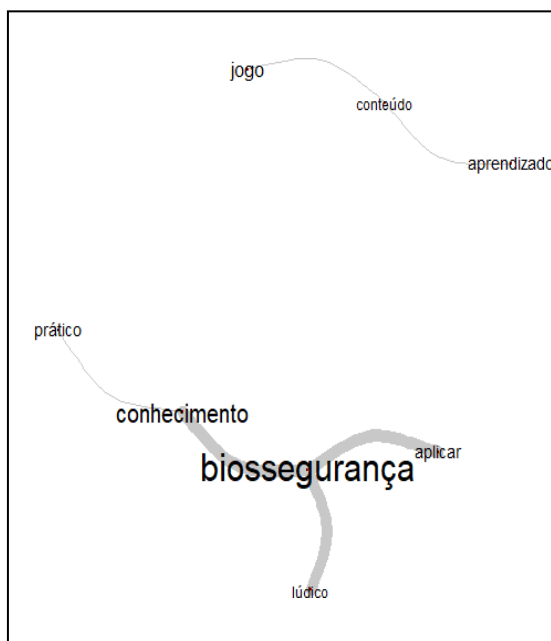 jogo
conteúdo
aprendizado
prático
conhecimento
biossegurança
aplicar
lúdico